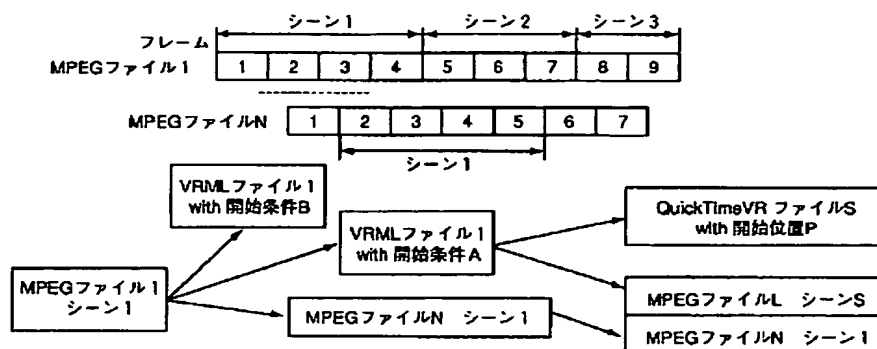 シーン1 シーン2 シーン3
フレーム
MPEGファイル1 1 2 3 4 5 6 7 8 9
MPEGファイルN 1 2 3 4 5 6 7
シーン1
VRMLファイル1
with 開始条件B
VRMLファイル1
with 開始条件A
QuickTimeVR ファイルS
with 開始位置P
MPEGファイル1
シーン1
MPEGファイルN シーン1
MPEGファイルL シーンS
MPEGファイルN シーン1